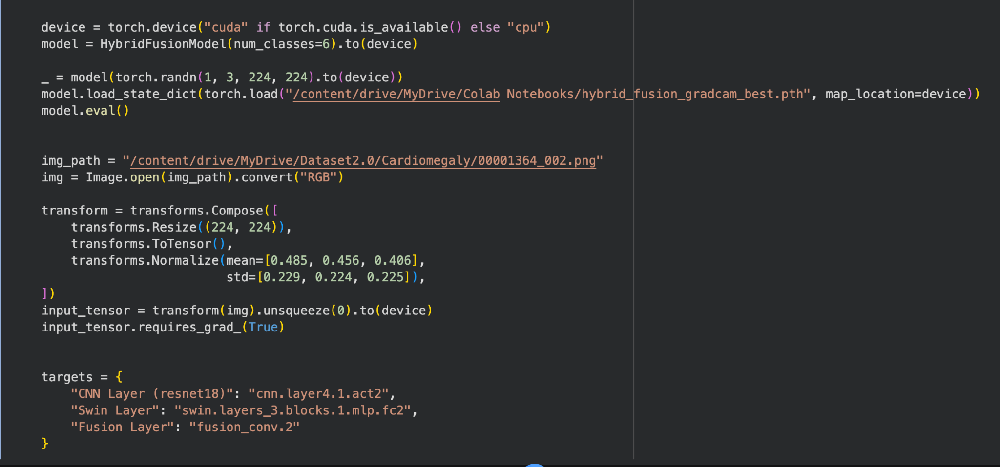 device = torch.device("cuda" if torch.cuda.is_available() else "cpu")
model = HybridFusionModel(num_classes=6).to(device)
_ = model(torch.randn(1, 3, 224, 224).to(device))
model.load_state_dict(torch.load("/content/drive/MyDrive/Colab Notebooks/hybrid_fusion_gradcam_best.pth", map_location=device))
model.eval()
img_path = "/content/drive/MyDrive/Dataset2.0/Cardiomegaly/00001364_002.png"
img = Image.open(img_path).convert("RGB")
transform = transforms.Compose([
    transforms.Resize((224, 224)),
    transforms.ToTensor(),
    transforms.Normalize(mean=[0.485, 0.456, 0.406],
                         std=[0.229, 0.224, 0.225]),
])
input_tensor = transform(img).unsqueeze(0).to(device)
input_tensor.requires_grad_(True)
targets = {
    "CNN Layer (resnet18)": "cnn.layer4.1.act2",
    "Swin Layer": "swin.layers_3.blocks.1.mlp.fc2",
    "Fusion Layer": "fusion_conv.2"
}